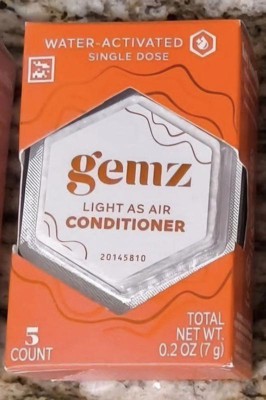 WATER-ACTIVATED
SINGLE DOSE
gemz
LIGHT AS AIR
CONDITIONER
20145810
5
COUNT
TOTAL
NET WT.
0.2 OZ (7 g)